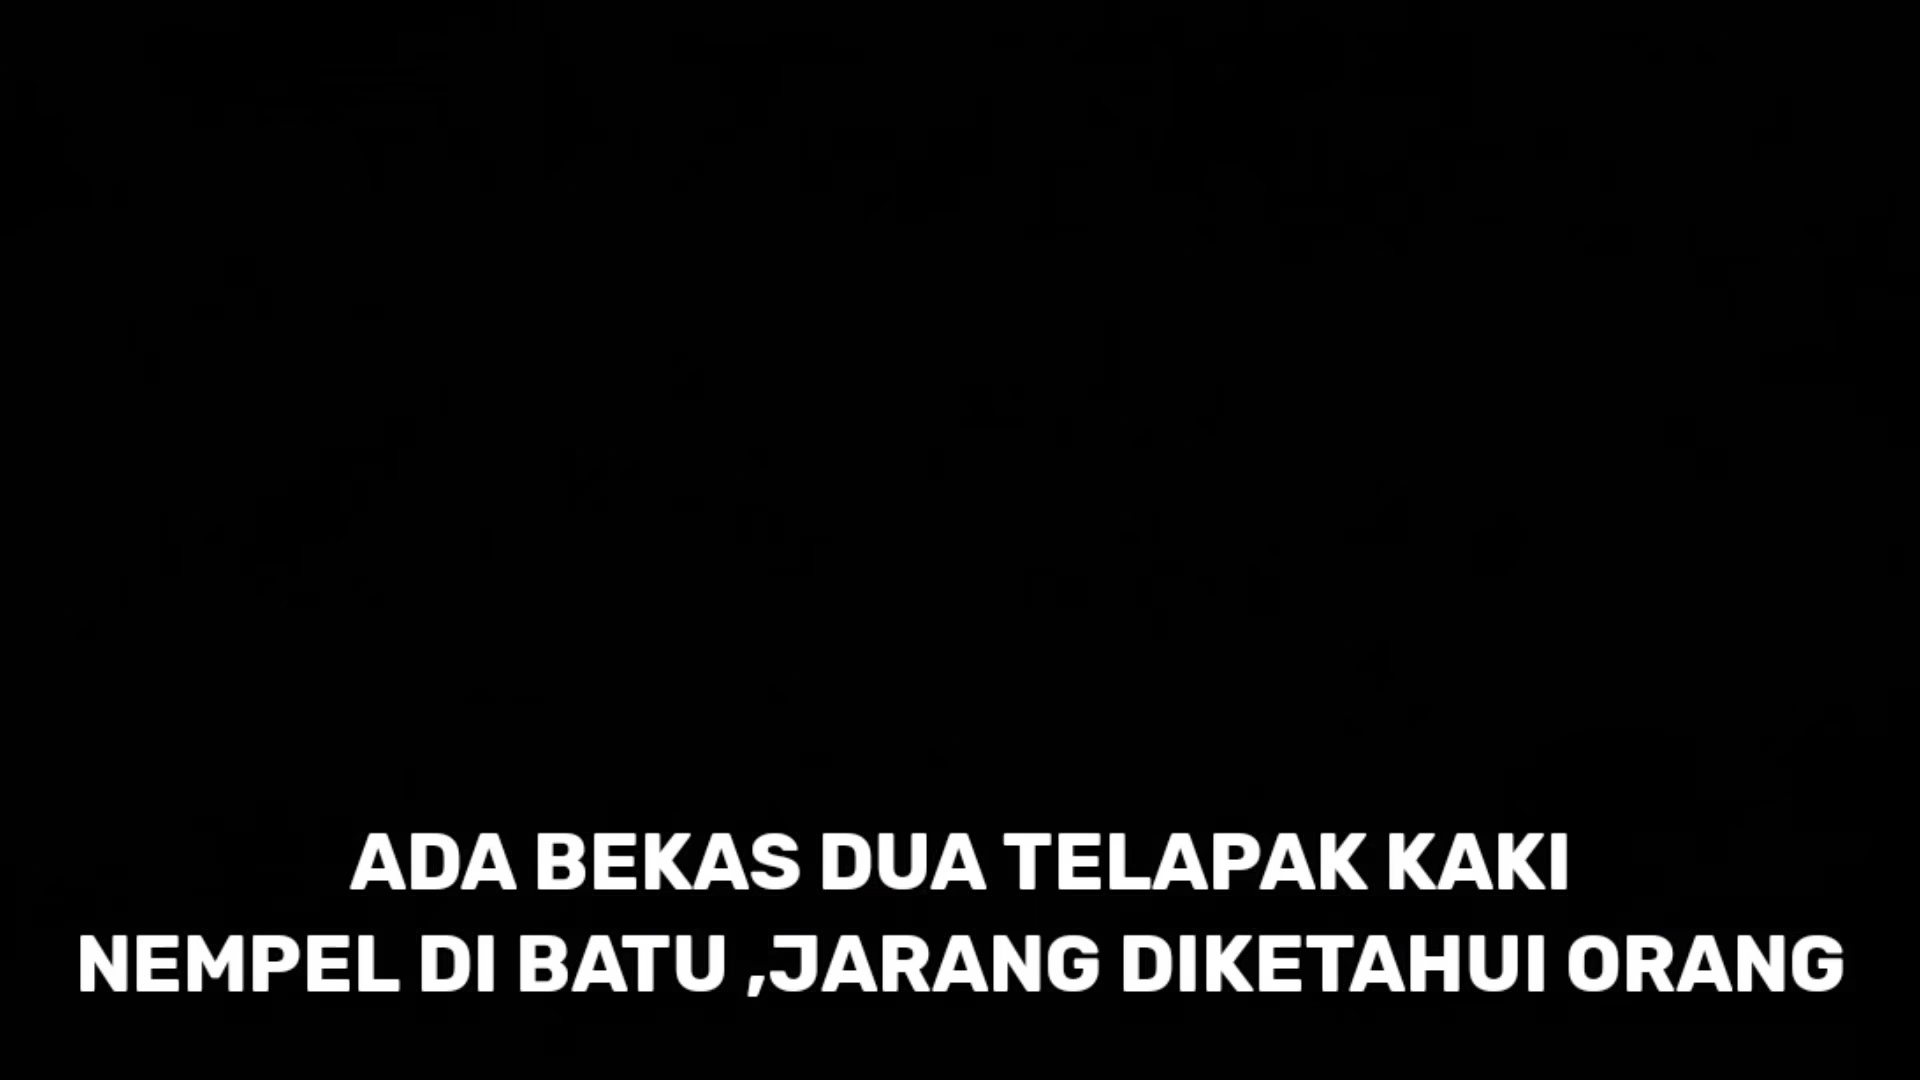 ADA BEKAS DUA TELAPAK KAKI
NEMPEL DI BATU ,JARANG DIKETAHUI ORANG